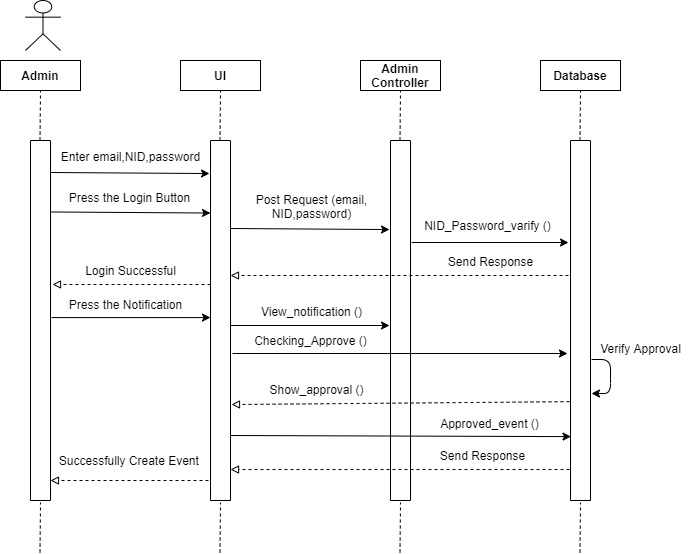 Admin
UI
Admin
Controller
Database
Enter email,NID,password
Press the Login Button
Post Request (email,
NID,password)
NID_Password_varify ()
Send Response
Login Successful
Press the Notification
View_notification ()
Checking_Approve ()
Verify Approval
Show_approval ()
Approved_event ()
Send Response
Successfully Create Event